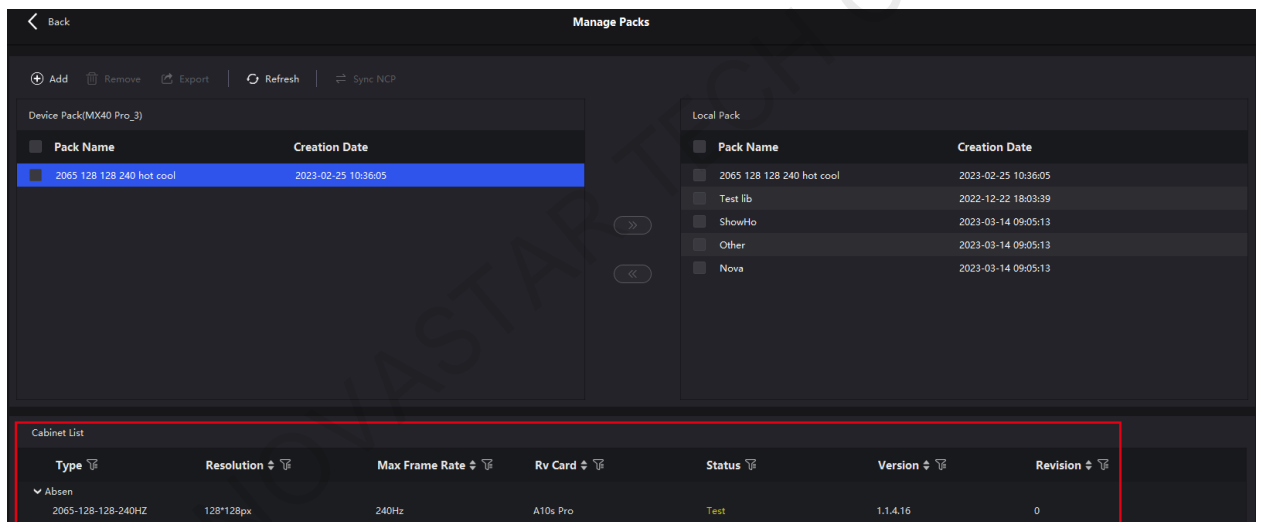 Back
Manage Packs
Add Remove Export Refresh Sync NCP
Device Pack(MX40 Pro_3)
Pack Name Creation Date
2065 128 128 240 hot cool 2023-02-25 10:36:05
Local Pack
Pack Name Creation Date
2065 128 128 240 hot cool 2023-02-25 10:36:05
Test lib 2022-12-22 18:03:39
ShowHo 2023-03-14 09:05:13
Other 2023-03-14 09:05:13
Nova 2023-03-14 09:05:13
Cabinet List
Type Resolution Max Frame Rate Rv Card Status Version Revision
Absen
2065-128-128-240HZ 128*128px 240Hz A10s Pro Test 1.1.4.16 0
OVASTAR TECH